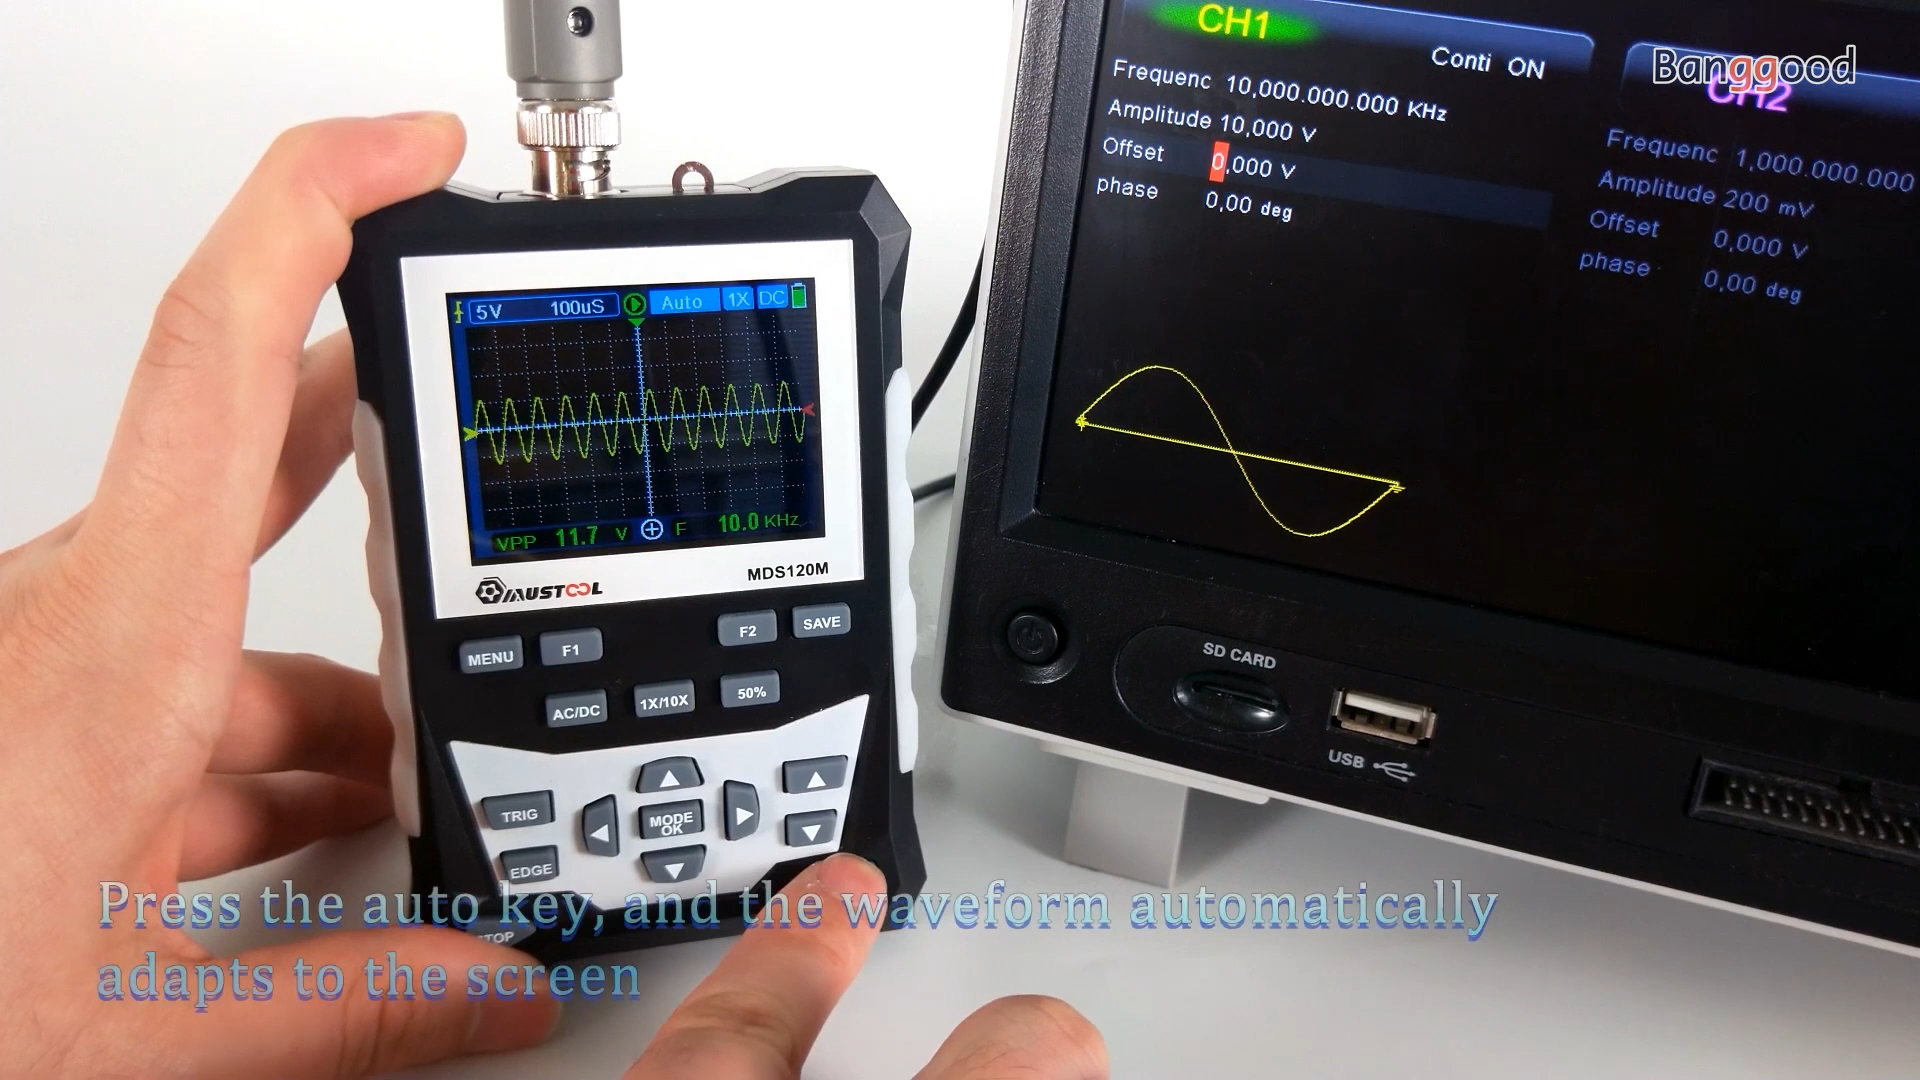 Banggood
CH1
Conti ON
Frequenc 10,000.000.000 KHz
Amplitude 10,000 V
Offset 0,000 V
phase 0,00 deg
CH2
Frequenc 1,000.000.000
Amplitude 200 mV
Offset 0,000 V
phase 0,00 deg
5V 100uS Auto 1X DC
VPP 11.7 V F 10.0 KHz
MUSTOOL
MDS120M
MENU F1 F2 SAVE
AC/DC 1X/10X 50%
TRIG MODE OK
EDGE
TOP
SD CARD
USB
Press the auto key, and the waveform automatically
adapts to the screen